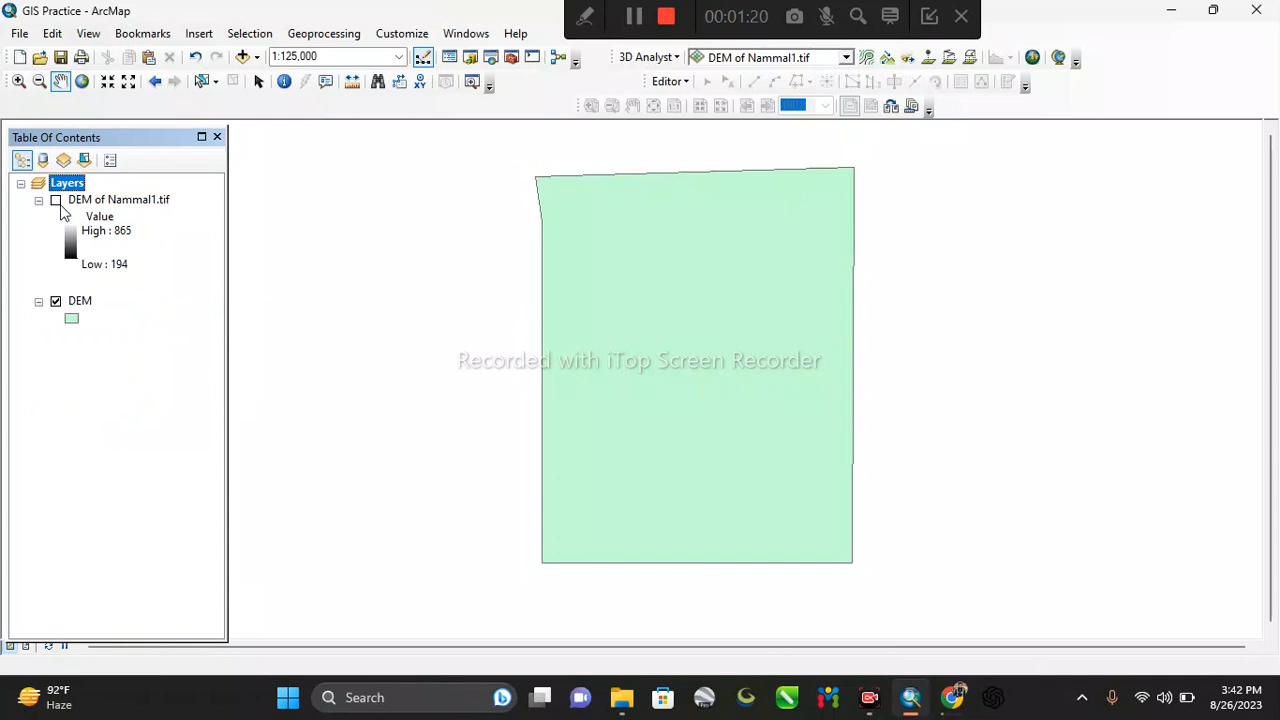 GIS Practice - ArcMap
00:01:20
File Edit View Bookmarks Insert Selection Geoprocessing Customize Windows Help
1:125,000
3D Analyst
DEM of Nammal1.tif
Editor
Table Of Contents
Layers
DEM of Nammal1.tif
Value
High : 865
Low : 194
DEM
Recorded with iTop Screen Recorder
92°F
Haze
Search
3:42 PM
8/26/2023